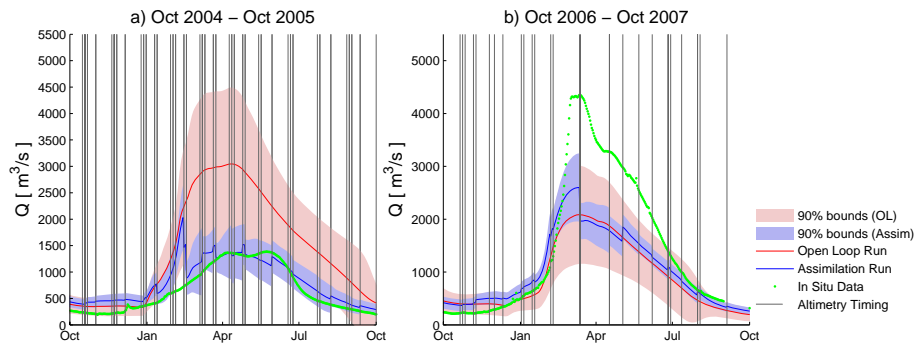 a) Oct 2004 – Oct 2005
b) Oct 2006 – Oct 2007
Q [ m³/s]
5500
5000
4500
4000
3500
3000
2500
2000
1500
1000
500
0
Oct Jan Apr Jul Oct
Q [ m³/s]
5000
4000
3000
2000
1000
0
Oct Jan Apr Jul Oct
90% bounds (OL)
90% bounds (Assim)
Open Loop Run
Assimilation Run
In Situ Data
Altimetry Timing